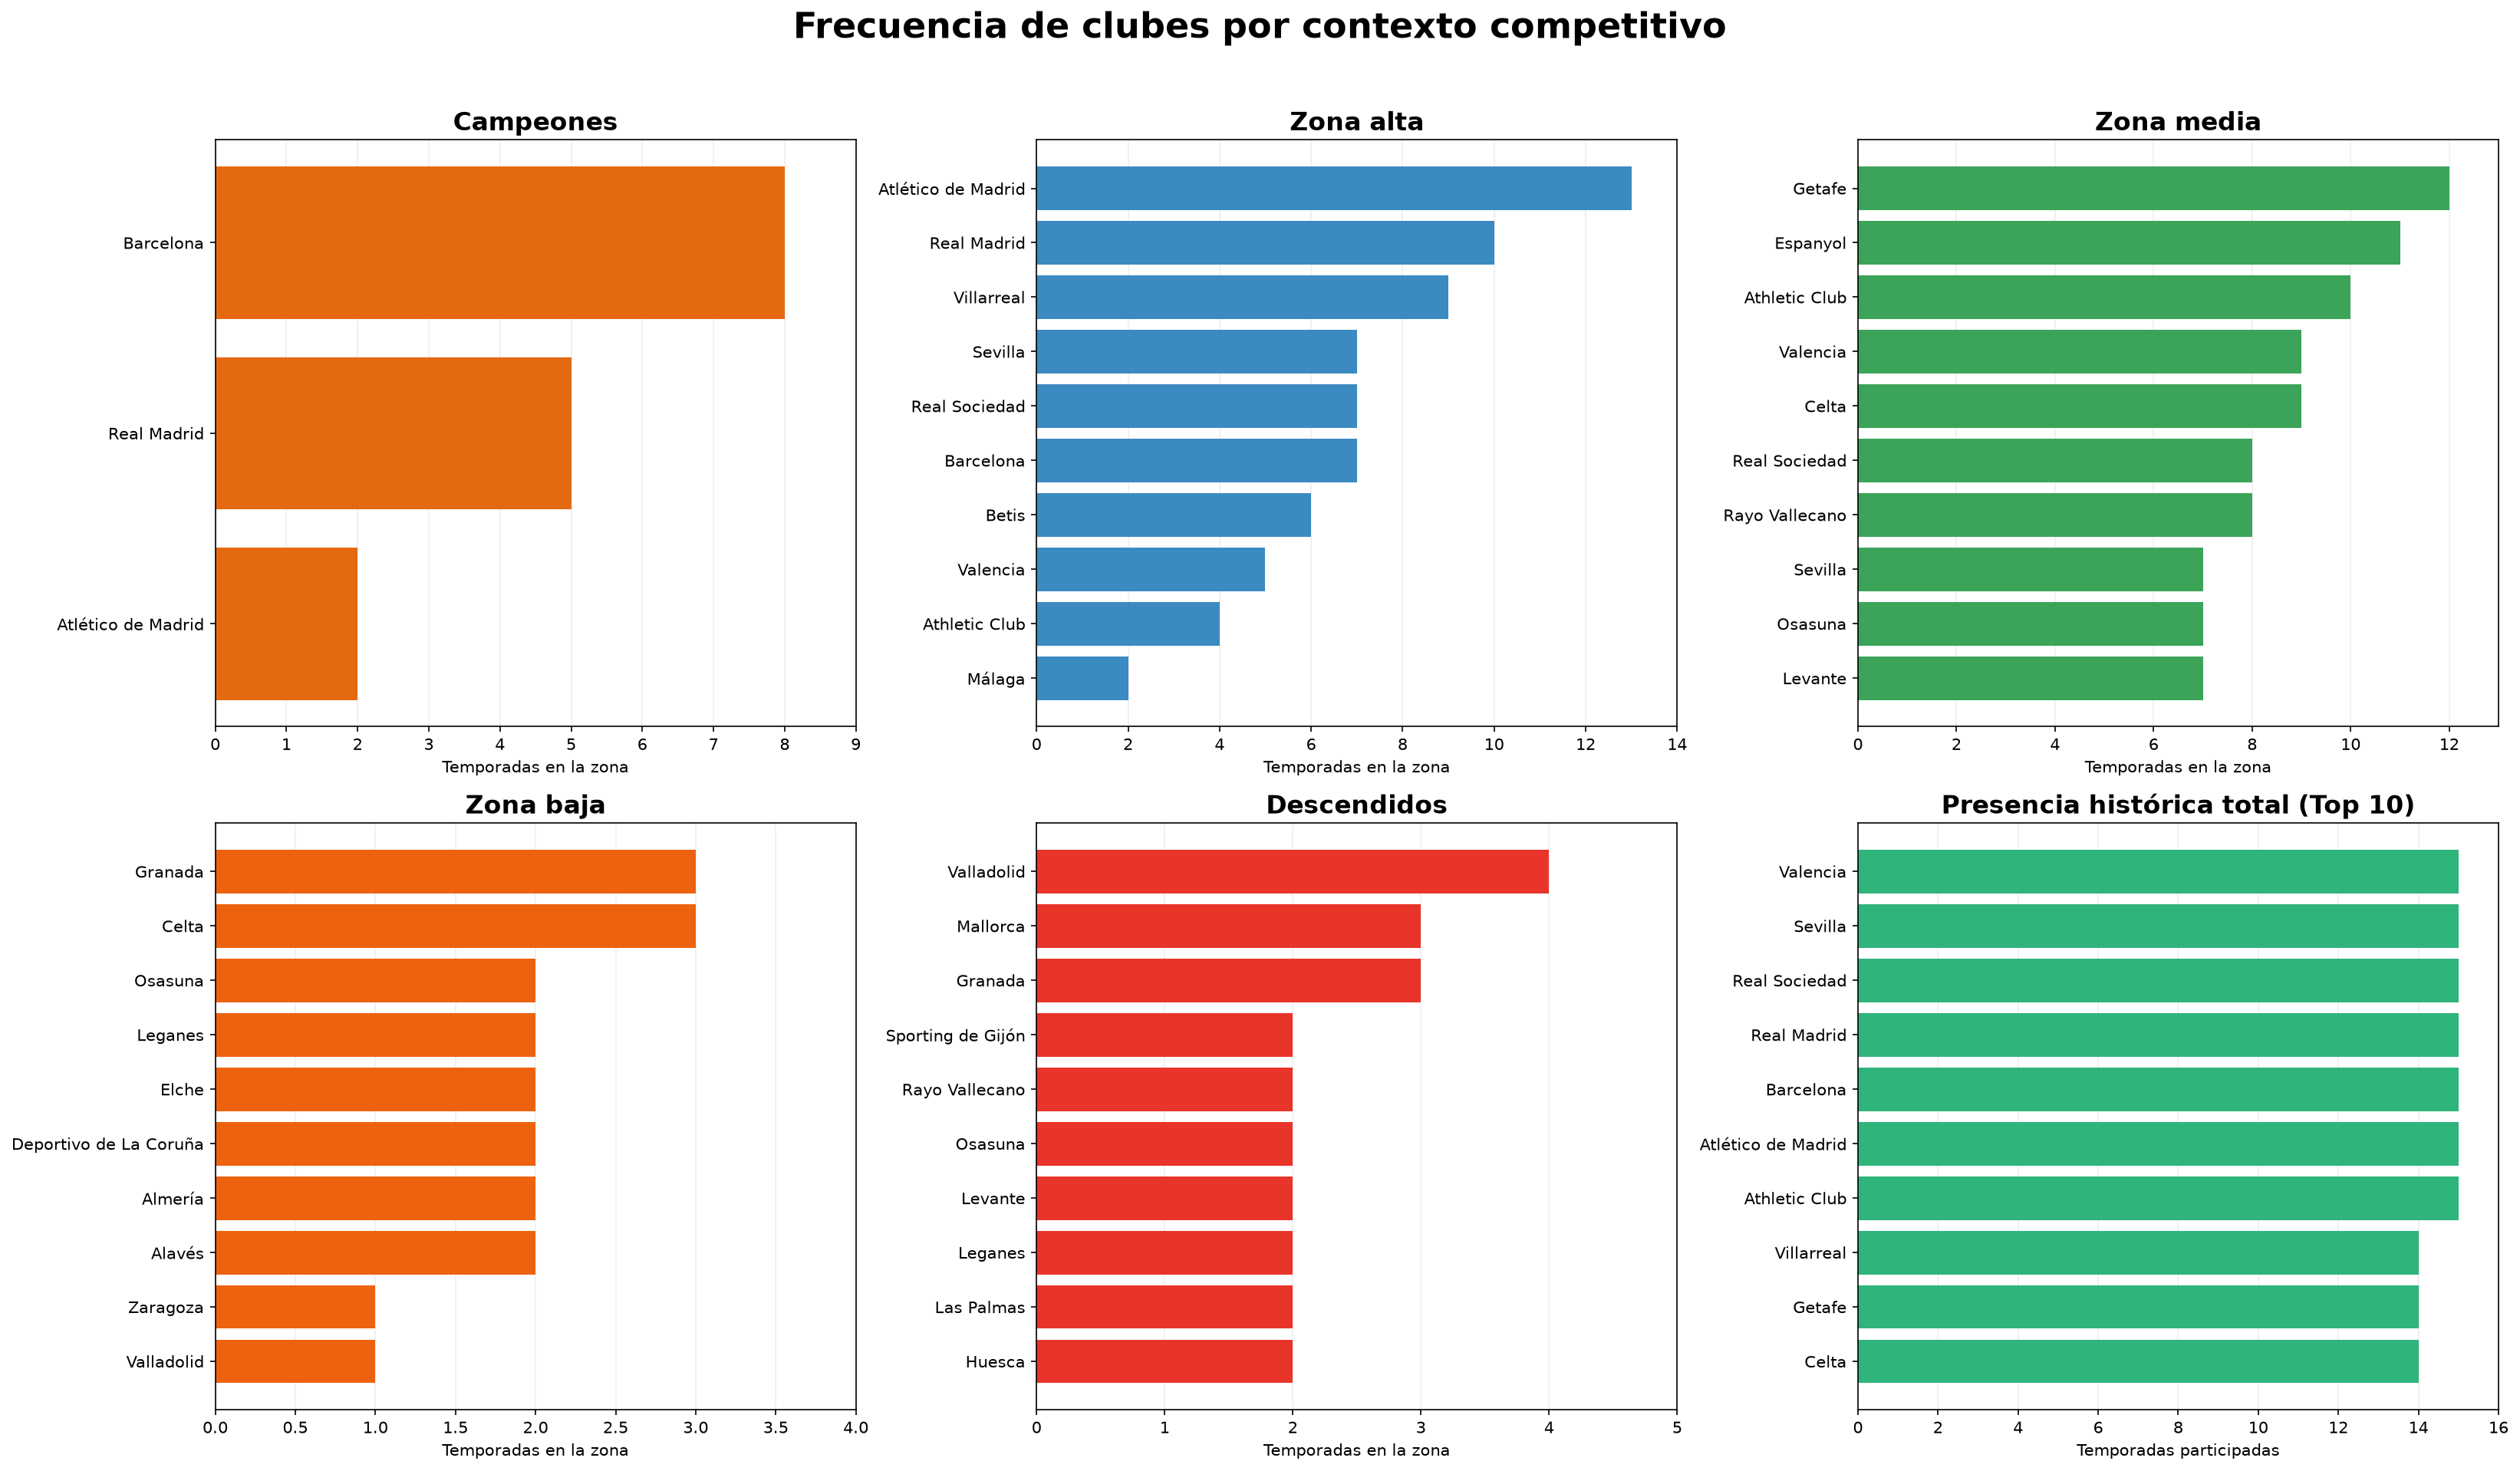 Frecuencia de clubes por contexto competitivo
Campeones
Barcelona
Real Madrid
Atlético de Madrid
0 1 2 3 4 5 6 7 8 9
Temporadas en la zona
Zona alta
Atlético de Madrid
Real Madrid
Villarreal
Sevilla
Real Sociedad
Barcelona
Betis
Valencia
Athletic Club
Málaga
0 2 4 6 8 10 12 14
Temporadas en la zona
Zona media
Getafe
Espanyol
Athletic Club
Valencia
Celta
Real Sociedad
Rayo Vallecano
Sevilla
Osasuna
Levante
0 2 4 6 8 10 12
Temporadas en la zona
Zona baja
Granada
Celta
Osasuna
Leganes
Elche
Deportivo de La Coruña
Almería
Alavés
Zaragoza
Valladolid
0.0 0.5 1.0 1.5 2.0 2.5 3.0 3.5 4.0
Temporadas en la zona
Descendidos
Valladolid
Mallorca
Granada
Sporting de Gijón
Rayo Vallecano
Osasuna
Levante
Leganes
Las Palmas
Huesca
0 1 2 3 4 5
Temporadas en la zona
Presencia histórica total (Top 10)
Valencia
Sevilla
Real Sociedad
Real Madrid
Barcelona
Atlético de Madrid
Athletic Club
Villarreal
Getafe
Celta
0 2 4 6 8 10 12 14 16
Temporadas participadas